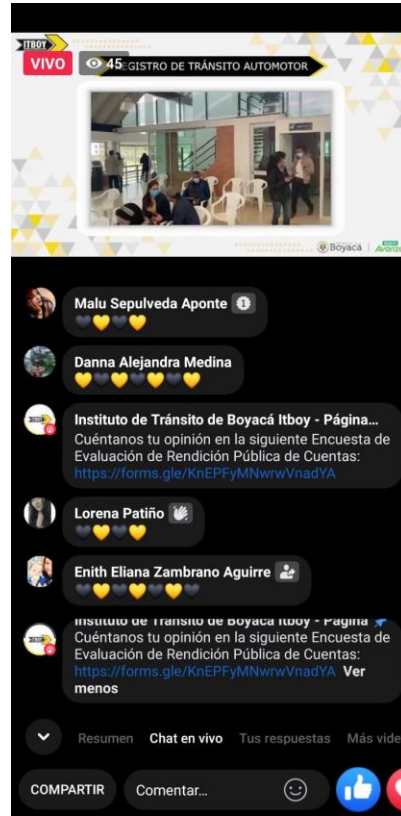 ITBOY
VIVO 45 EGISTRO DE TRÁNSITO AUTOMOTOR
Boyacá Avanza
Malu Sepulveda Aponte 1
🖤💛🖤💛
Danna Alejandra Medina
💛🖤💛🖤💛🖤💛
Instituto de Tránsito de Boyacá Itboy - Página...
Cuéntanos tu opinión en la siguiente Encuesta de
Evaluación de Rendición Pública de Cuentas:
https://forms.gle/KnEPFyMNwrwVnadYA
Lorena Patiño
🖤💛🖤💛
Enith Eliana Zambrano Aguirre
🖤💛🖤💛🖤💛🖤
Instituto de Tránsito de Boyacá Itboy - Página
Cuéntanos tu opinión en la siguiente Encuesta de
Evaluación de Rendición Pública de Cuentas:
https://forms.gle/KnEPFyMNwrwVnadYA Ver
menos
Resumen Chat en vivo Tus respuestas Más vide
COMPARTIR Comentar...